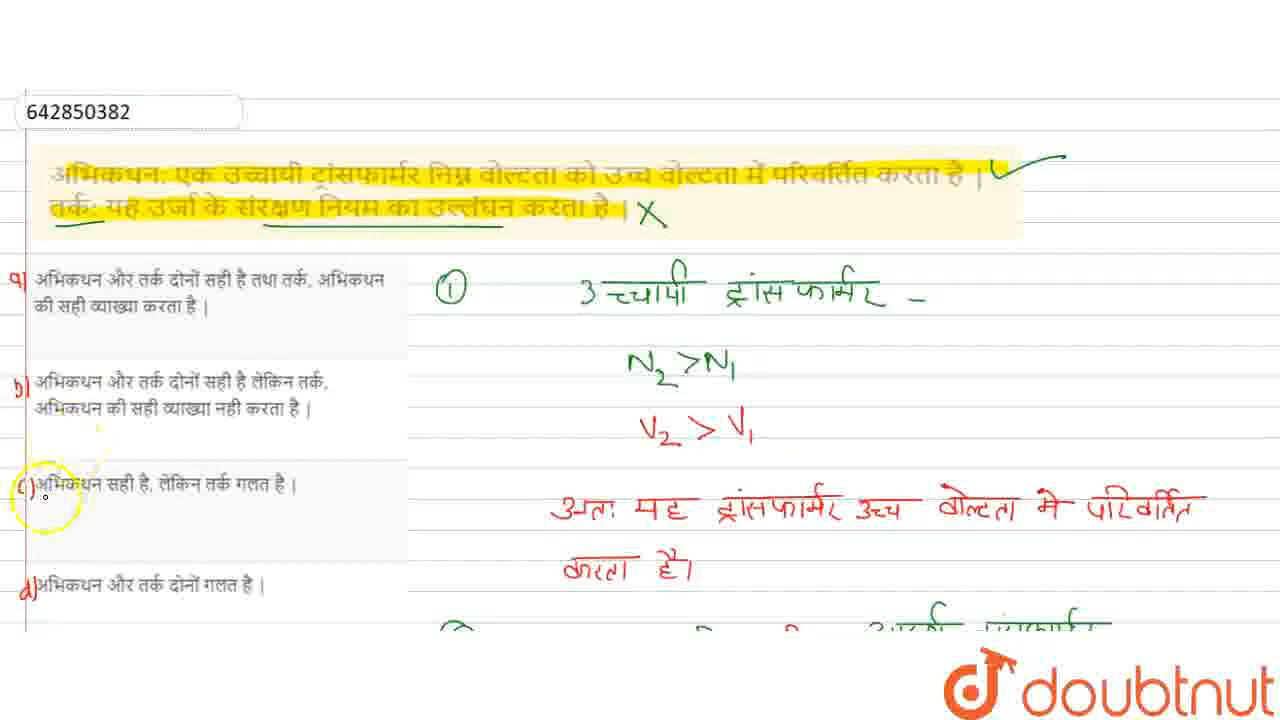 642850382
अभिकथन: एक उच्चायी ट्रांसफार्मर निम्न वोल्टता को उच्च वोल्टता में परिवर्तित करता है |
तर्क: यह उर्जा के संरक्षण नियम का उल्लंघन करता है |
a) अभिकथन और तर्क दोनों सही है तथा तर्क, अभिकथन
की सही व्याख्या करता है |
b) अभिकथन और तर्क दोनों सही है लेकिन तर्क,
अभिकथन की सही व्याख्या नही करता है |
c) अभिकथन सही है, लेकिन तर्क गलत है |
d) अभिकथन और तर्क दोनों गलत है |
① उच्चायी ट्रांसफार्मर –
N₂ > N₁
V₂ > V₁
अतः यह ट्रांसफार्मर उच्च वोल्टता मे परिवर्तित
करता है।
doubtnut